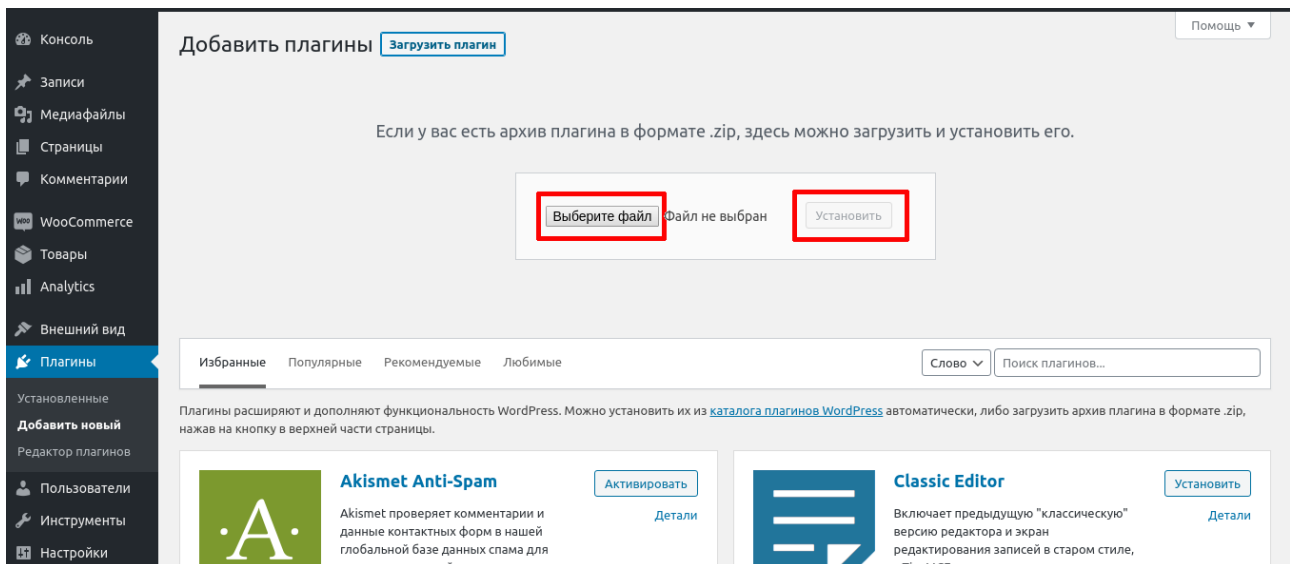 Помощь
Консоль
Записи
Медиафайлы
Страницы
Комментарии
WooCommerce
Товары
Analytics
Внешний вид
Плагины
Установленные
Добавить новый
Редактор плагинов
Пользователи
Инструменты
Настройки
Добавить плагины Загрузить плагин
Если у вас есть архив плагина в формате .zip, здесь можно загрузить и установить его.
Выберите файл Файл не выбран Установить
Избранные Популярные Рекомендуемые Любимые Слово Поиск плагинов...
Плагины расширяют и дополняют функциональность WordPress. Можно установить их из каталога плагинов WordPress автоматически, либо загрузить архив плагина в формате .zip,
нажав на кнопку в верхней части страницы.
·A·
Akismet Anti-Spam
Активировать
Детали
Akismet проверяет комментарии и
данные контактных форм в нашей
глобальной базе данных спама для
Classic Editor
Установить
Детали
Включает предыдущую "классическую"
версию редактора и экран
редактирования записей в старом стиле,